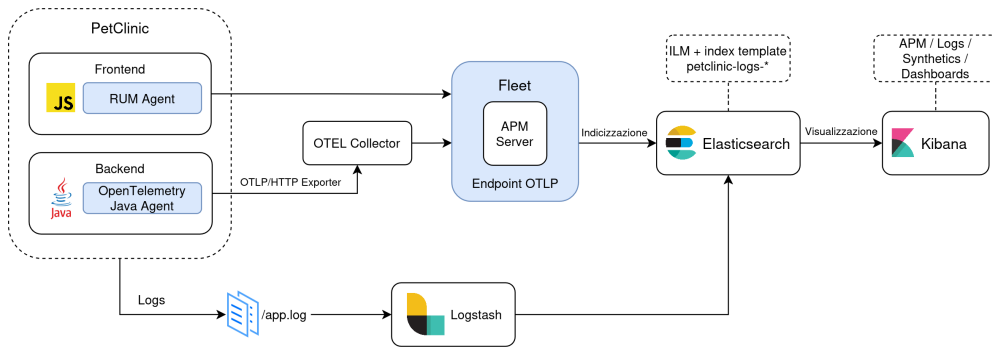 PetClinic
Frontend
JS
RUM Agent
Backend
Java
OpenTelemetry
Java Agent
OTLP/HTTP Exporter
OTEL Collector
Fleet
APM
Server
Endpoint OTLP
Indicizzazione
ILM + index template
petclinic-logs-*
Elasticsearch
Visualizzazione
APM / Logs /
Synthetics /
Dashboards
Kibana
Logs
/app.log
Logstash